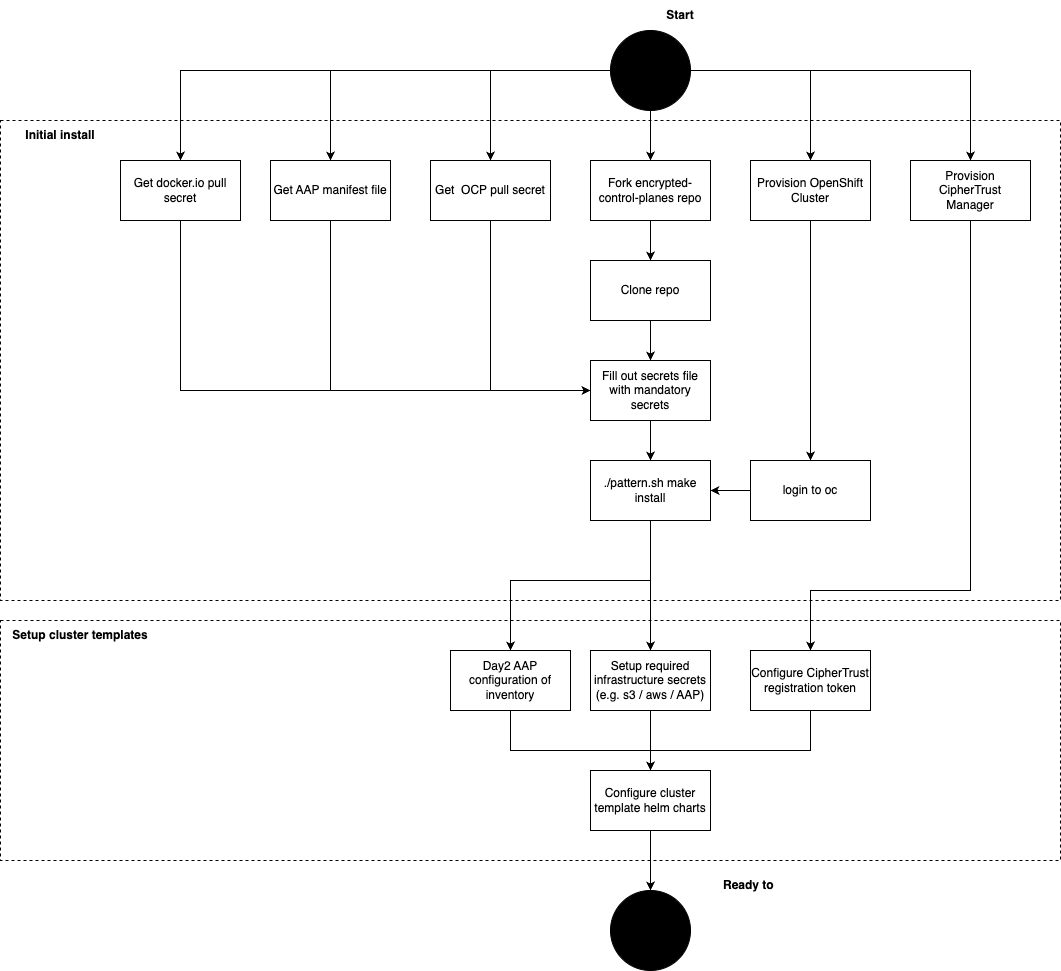 Start
Initial install
Get docker.io pull
secret
Get AAP manifest file
Get OCP pull secret
Fork encrypted-
control-planes repo
Provision OpenShift
Cluster
Provision
CipherTrust
Manager
Clone repo
Fill out secrets file
with mandatory
secrets
./pattern.sh make
install
login to oc
Setup cluster templates
Day2 AAP
configuration of
inventory
Setup required
infrastructure secrets
(e.g. s3 / aws / AAP)
Configure CipherTrust
registration token
Configure cluster
template helm charts
Ready to